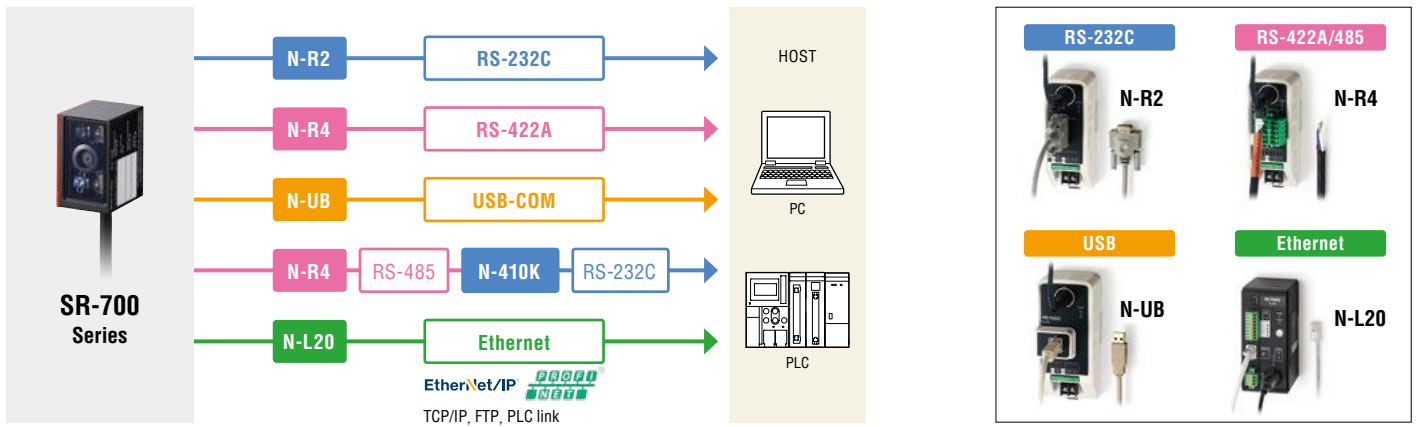 N-R2
RS-232C
N-R4
RS-422A
N-UB
USB-COM
N-R4
RS-485
N-410K
RS-232C
N-L20
Ethernet
EtherNet/IP
PROFI
NET
TCP/IP, FTP, PLC link
SR-700
Series
HOST
PC
PLC
RS-232C
N-R2
RS-422A/485
N-R4
USB
N-UB
Ethernet
N-L20